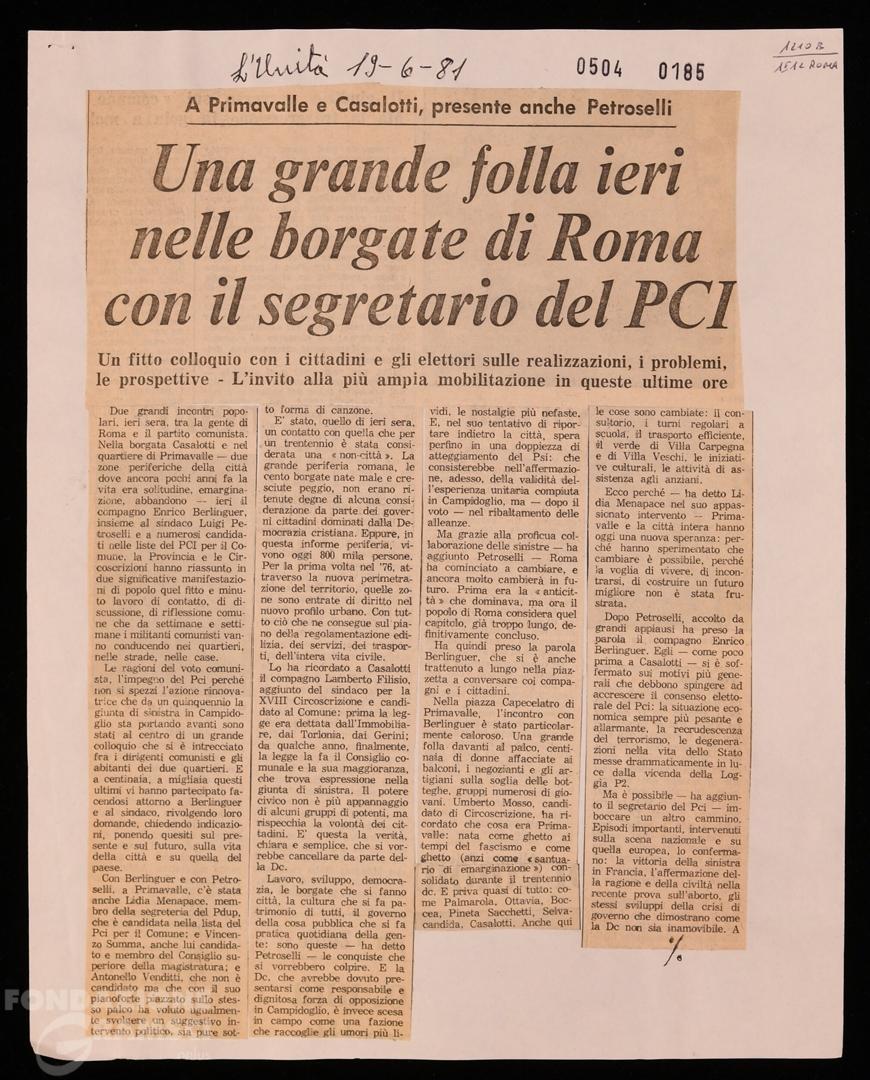 L'Unità 19-6-81
0504 0185
1210B
1512 ROMA
A Primavalle e Casalotti, presente anche Petroselli
Una grande folla ieri
nelle borgate di Roma
con il segretario del PCI
Un fitto colloquio con i cittadini e gli elettori sulle realizzazioni, i problemi,
le prospettive - L'invito alla più ampia mobilitazione in queste ultime ore
Due grandi incontri popo-
lari, ieri sera, tra la gente di
Roma e il partito comunista.
Nella borgata Casalotti e nel
quartiere di Primavalle — due
zone periferiche della città
dove ancora pochi anni fa la
vita era solitudine, emargina-
zione, abbandono — ieri il
compagno Enrico Berlinguer,
insieme al sindaco Luigi Pe-
troselli e a numerosi candida-
ti nelle liste del PCI per il Co-
mune, la Provincia e le Cir-
coscrizioni hanno riassunto in
due significative manifestazio-
ni di popolo quel fitto e minu-
to lavoro di contatto, di di-
scussione, di riflessione comu-
ne che da settimane e setti-
mane i militanti comunisti van-
no conducendo nei quartieri,
nelle strade, nelle case.
Le ragioni del voto comuni-
sta, l'impegno del Pci perché
non si spezzi l'azione rinnova-
trice che da un quinquennio la
giunta di sinistra in Campido-
glio sta portando avanti sono
stati al centro di un grande
colloquio che si è intrecciato
fra i dirigenti comunisti e gli
abitanti dei due quartieri. E
a centinaia, a migliaia questi
ultimi vi hanno partecipato fa-
cendosi attorno a Berlinguer
e al sindaco, rivolgendo loro
domande, chiedendo indicazio-
ni, ponendo quesiti sul pre-
sente e sul futuro, sulla vita
della città e su quella del
paese.
Con Berlinguer e con Petro-
selli, a Primavalle, c'è stata
anche Lidia Menapace, mem-
bro della segreteria del Pdup,
che è candidata nella lista del
Pci per il Comune; e Vincen-
zo Summa, anche lui candida-
to e membro del Consiglio su-
periore della magistratura; e
Antonello Venditti, che non è
candidato ma che con il suo
pianoforte piazzato sullo stes-
so palco ha voluto ugualmen-
te svolgere un suggestivo in-
tervento politico, sia pure sot-
to forma di canzone.
E' stato, quello di ieri sera,
un contatto con quella che per
un trentennio è stata consi-
derata una « non-città ». La
grande periferia romana, le
cento borgate nate male e cre-
sciute peggio, non erano ri-
tenute degne di alcuna consi-
derazione da parte dei gover-
ni cittadini dominati dalla De-
mocrazia cristiana. Eppure, in
questa informe periferia, vi-
vono oggi 800 mila persone.
Per la prima volta nel '76, at-
traverso la nuova perimetra-
zione del territorio, quelle zo-
ne sono entrate di diritto nel
nuovo profilo urbano. Con tut-
to ciò che ne consegue sul pia-
no della regolamentazione edi-
lizia, dei servizi, dei traspor-
ti, dell'intera vita civile.
Lo ha ricordato a Casalotti
il compagno Lamberto Filisio,
aggiunto del sindaco per la
XVIII Circoscrizione e candi-
dato al Comune: prima la leg-
ge era dettata dall'Immobilia-
re, dai Torlonia, dai Gerini;
da qualche anno, finalmente,
la legge la fa il Consiglio co-
munale e la sua maggioranza,
che trova espressione nella
giunta di sinistra. Il potere
civico non è più appannaggio
di alcuni gruppi di potenti, ma
rispecchia la volontà dei cit-
tadini. E' questa la verità,
chiara e semplice, che si vor-
rebbe cancellare da parte del-
la Dc.
Lavoro, sviluppo, democra-
zia, le borgate che si fanno
città, la cultura che si fa pa-
trimonio di tutti, il governo
della cosa pubblica che si fa
pratica quotidiana della gen-
te: sono queste — ha detto
Petroselli — le conquiste che
si vorrebbero colpire. E la
Dc, che avrebbe dovuto pre-
sentarsi come responsabile e
dignitosa forza di opposizione
in Campidoglio, è invece scesa
in campo come una fazione
che raccoglie gli umori più li-
vidi, le nostalgie più nefaste.
E, nel suo tentativo di ripor-
tare indietro la città, spera
perfino in una doppiezza di
atteggiamento del Psi: che
consisterebbe nell'affermazio-
ne, adesso, della validità del-
l'esperienza unitaria compiuta
in Campidoglio, ma — dopo il
voto — nel ribaltamento delle
alleanze.
Ma grazie alla proficua col-
laborazione delle sinistre — ha
aggiunto Petroselli — Roma
ha cominciato a cambiare, e
ancora molto cambierà in fu-
turo. Prima era la « anticit-
tà » che dominava, ma ora il
popolo di Roma considera quel
capitolo, già troppo lungo, de-
finitivamente concluso.
Ha quindi preso la parola
Berlinguer, che si è anche
trattenuto a lungo nella piaz-
zetta a conversare coi compa-
gni e i cittadini.
Nella piazza Capecelatro di
Primavalle, l'incontro con
Berlinguer è stato particolar-
mente caloroso. Una grande
folla davanti al palco, centi-
naia di donne affacciate ai
balconi, i negozianti e gli ar-
tigiani sulla soglia delle bot-
teghe, gruppi numerosi di gio-
vani. Umberto Mosso, candi-
dato di Circoscrizione, ha ri-
cordato che cosa era Prima-
valle: nata come ghetto ai
tempi del fascismo e come
ghetto (anzi come « santua-
rio di emarginazione ») con-
solidato durante il trentennio
dc. E priva quasi di tutto: co-
me Palmarola, Ottavia, Boc-
cea, Pineta Sacchetti, Selva-
candida, Casalotti. Anche qui
le cose sono cambiate: il con-
sultorio, i turni regolari a
scuola, il trasporto efficiente,
il verde di Villa Carpegna
e di Villa Veschi, le iniziati-
ve culturali, le attività di as-
sistenza agli anziani.
Ecco perché — ha detto Li-
dia Menapace nel suo appas-
sionato intervento — Prima-
valle e la città intera hanno
oggi una nuova speranza: per-
ché hanno sperimentato che
cambiare è possibile, perché
la voglia di vivere, di incon-
trarsi, di costruire un futuro
migliore non è stata fru-
strata.
Dopo Petroselli, accolto da
grandi applausi ha preso la
parola il compagno Enrico
Berlinguer. Egli — come poco
prima a Casalotti — si è sof-
fermato sui motivi più gene-
rali che debbono spingere ad
accrescere il consenso eletto-
rale del Pci: la situazione eco-
nomica sempre più pesante e
allarmante, la recrudescenza
del terrorismo, le degenera-
zioni nella vita dello Stato
messe drammaticamente in lu-
ce dalla vicenda della Log-
gia P2.
Ma è possibile — ha aggiun-
to il segretario del Pci — im-
boccare un altro cammino.
Episodi importanti, intervenuti
sulla scena nazionale e su
quella europea, lo conferma-
no: la vittoria della sinistra
in Francia, l'affermazione del-
la ragione e della civiltà nella
recente prova sull'aborto, gli
stessi sviluppi della crisi di
governo che dimostrano come
la Dc non sia inamovibile. A
%.